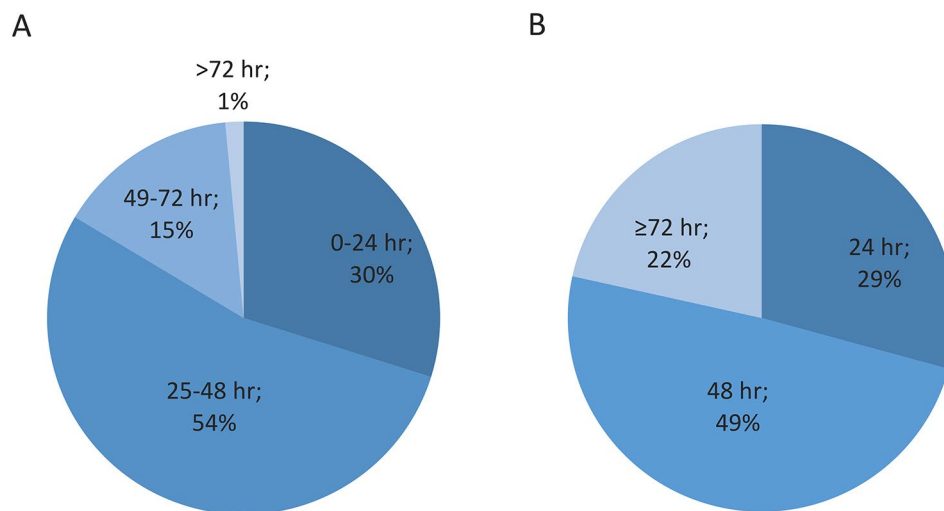 A
>72 hr;
1%
49-72 hr;
15%
0-24 hr;
30%
25-48 hr;
54%
B
≥72 hr;
22%
24 hr;
29%
48 hr;
49%